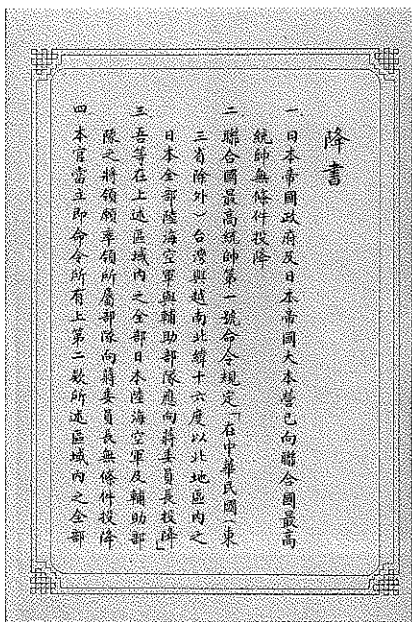 降書
一 日本帝國政府及日本帝國大本營已向聯合國最高
統帥無條件投降
二 聯合國最高統帥第一號命令規定「在中華民國(東
三省除外)台灣與越南北緯十六度以北地區內之
日本全部陸海空軍與輔助部隊應向蔣委員長投降」
三 吾等在上述區域內之全部日本陸海空軍及輔助部
隊之將領願率領所屬部隊向蔣委員長無條件投降
四 本官當立即命令所有上第二款所述區域內之全部